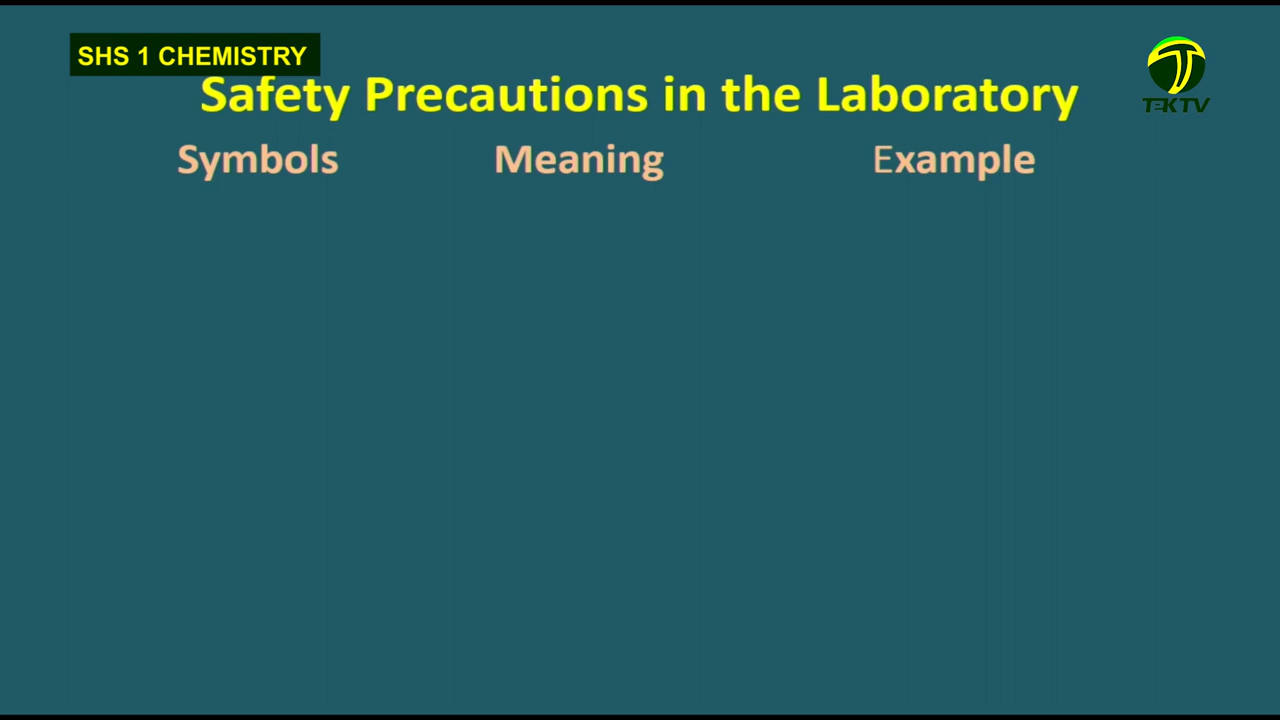 SHS 1 CHEMISTRY
Safety Precautions in the Laboratory
Symbols Meaning Example
TEKTV